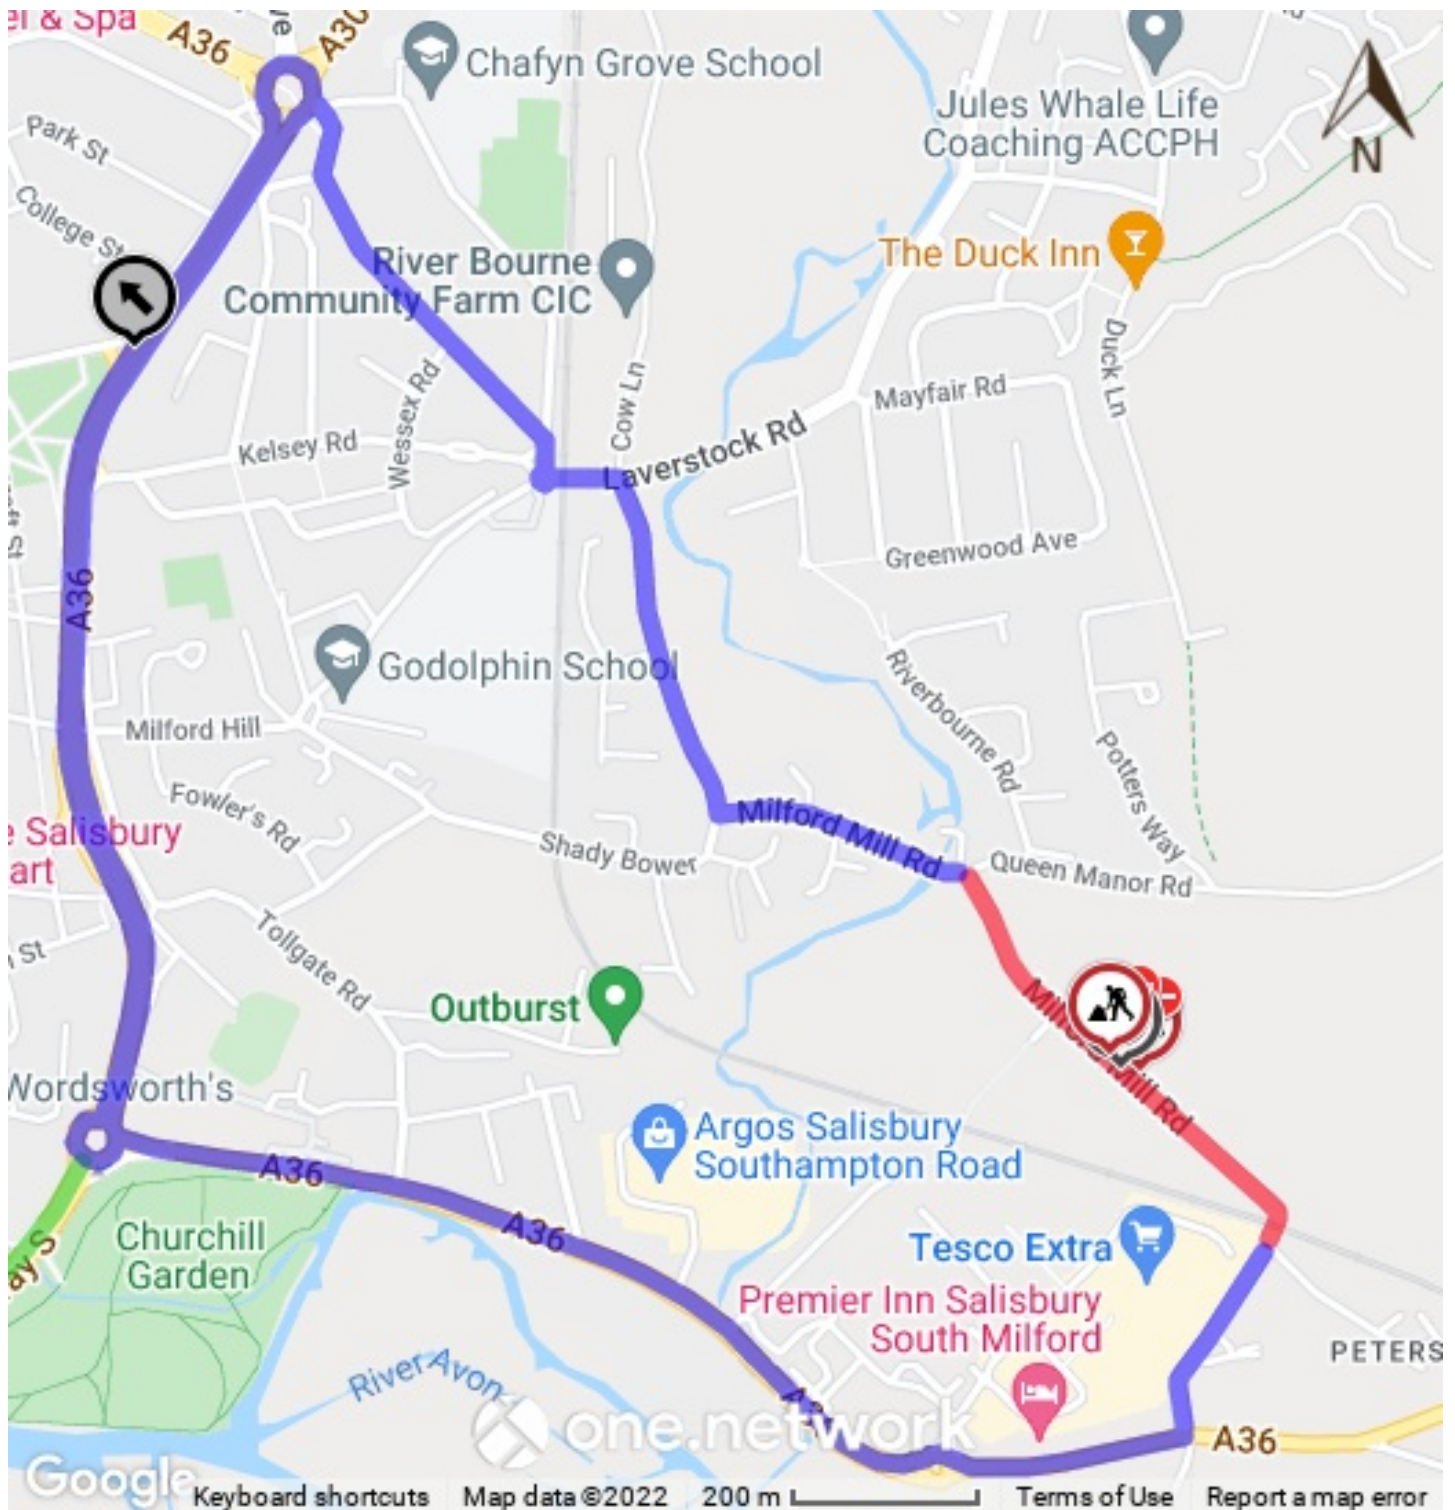 el & Spa
A36
A30
Chafyn Grove School
Jules Whale Life
Coaching ACCPH
N
Park St
College St
River Bourne
Community Farm CIC
The Duck Inn
Duck Ln
Cow Ln
Wessex Rd
Mayfair Rd
Kelsey Rd
Laverstock Rd
Greenwood Ave
A36
Godolphin School
Riverbourne Rd
Milford Hill
Potters Way
Fowler's Rd
Milford Mill Rd
e Salisbury
art
Shady Bower
Queen Manor Rd
St
Tollgate Rd
Outburst
Milford Mill Rd
Wordsworth's
Argos Salisbury
Southampton Road
A36
A36
Churchill
Garden
ay S
Tesco Extra
Premier Inn Salisbury
South Milford
PETERS
River Avon
one.network
A36
Google
Keyboard shortcuts Map data ©2022 200 m Terms of Use Report a map error